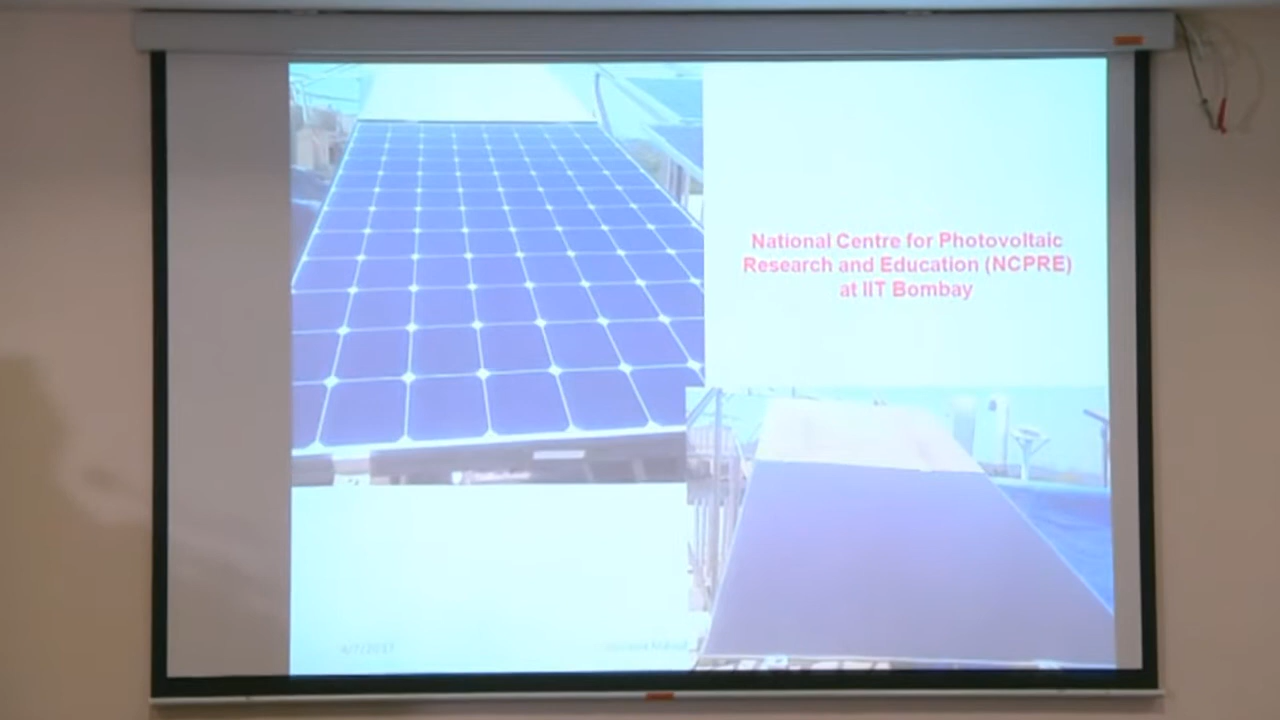 National Centre for Photovoltaic
Research and Education (NCPRE)
at IIT Bombay